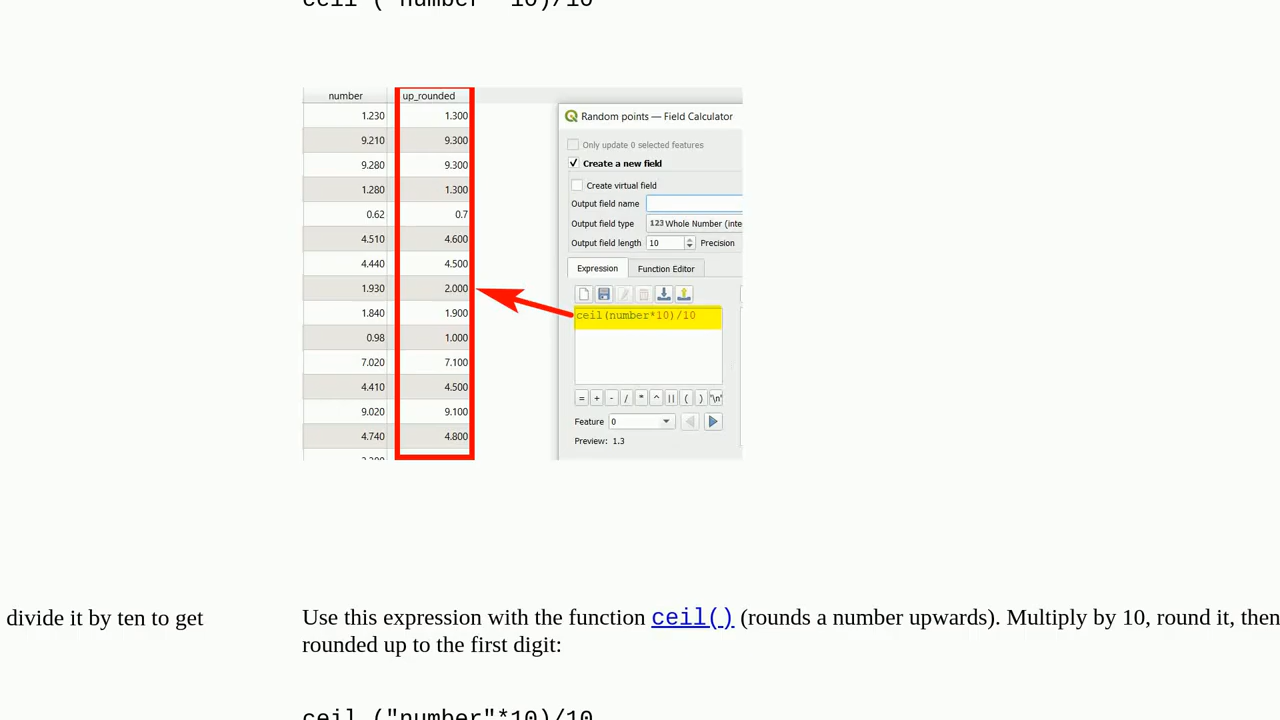 ceil ("number"*10)/10
number up_rounded
1.230 1.300
9.210 9.300
9.280 9.300
1.280 1.300
0.62 0.7
4.510 4.600
4.440 4.500
1.930 2.000
1.840 1.900
0.98 1.000
7.020 7.100
4.410 4.500
9.020 9.100
4.740 4.800
Random points — Field Calculator
Only update 0 selected features
Create a new field
Create virtual field
Output field name
Output field type 123 Whole Number (inte
Output field length 10 Precision
Expression Function Editor
ceil(number*10)/10
= + - / * ^ || ( ) '\n'
Feature 0
Preview: 1.3
divide it by ten to get
Use this expression with the function ceil() (rounds a number upwards). Multiply by 10, round it, then
rounded up to the first digit:
ceil ("number"*10)/10